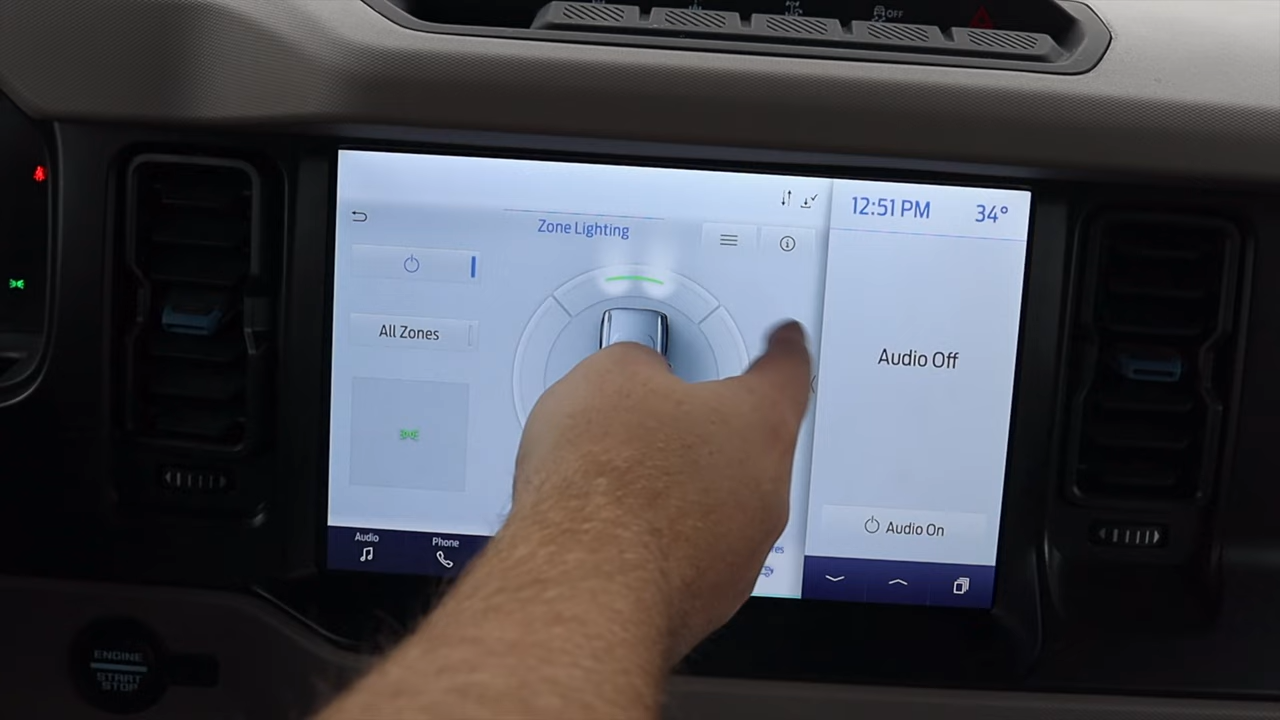 OFF
12:51 PM 34°
Zone Lighting
All Zones
Audio Off
Audio On
Audio
Phone
ENGINE
START
STOP